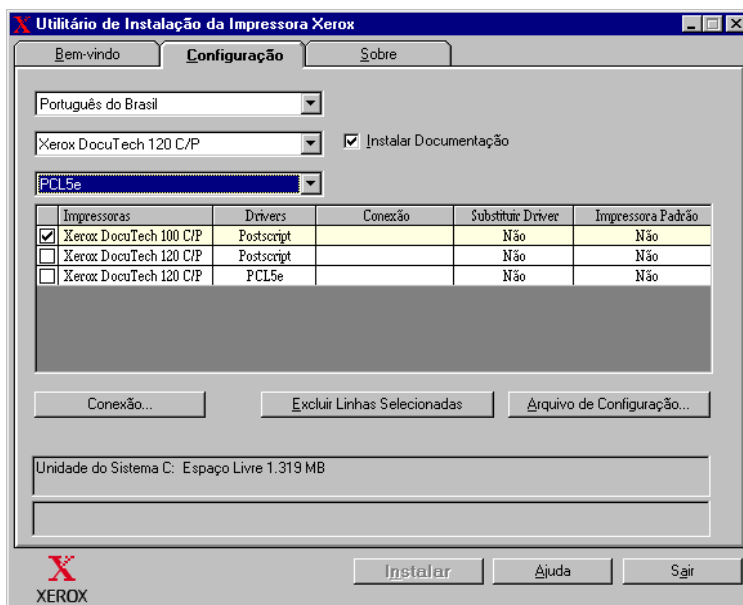 Utilitário de Instalação da Impressora Xerox
Bem-vindo Configuração Sobre
Português do Brasil
Xerox DocuTech 120 C/P Instalar Documentação
PCL5e
Impressoras Drivers Conexão Substituir Driver Impressora Padrão
Xerox DocuTech 100 C/P Postscript Não Não
Xerox DocuTech 120 C/P Postscript Não Não
Xerox DocuTech 120 C/P PCL5e Não Não
Conexão... Excluir Linhas Selecionadas Arquivo de Configuração...
Unidade do Sistema C: Espaço Livre 1.319 MB
Instalar Ajuda Sair
XEROX